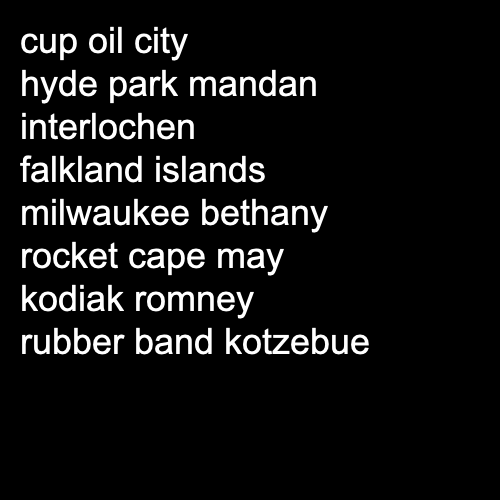 cup oil city
hyde park mandan
interlochen
falkland islands
milwaukee bethany
rocket cape may
kodiak romney
rubber band kotzebue